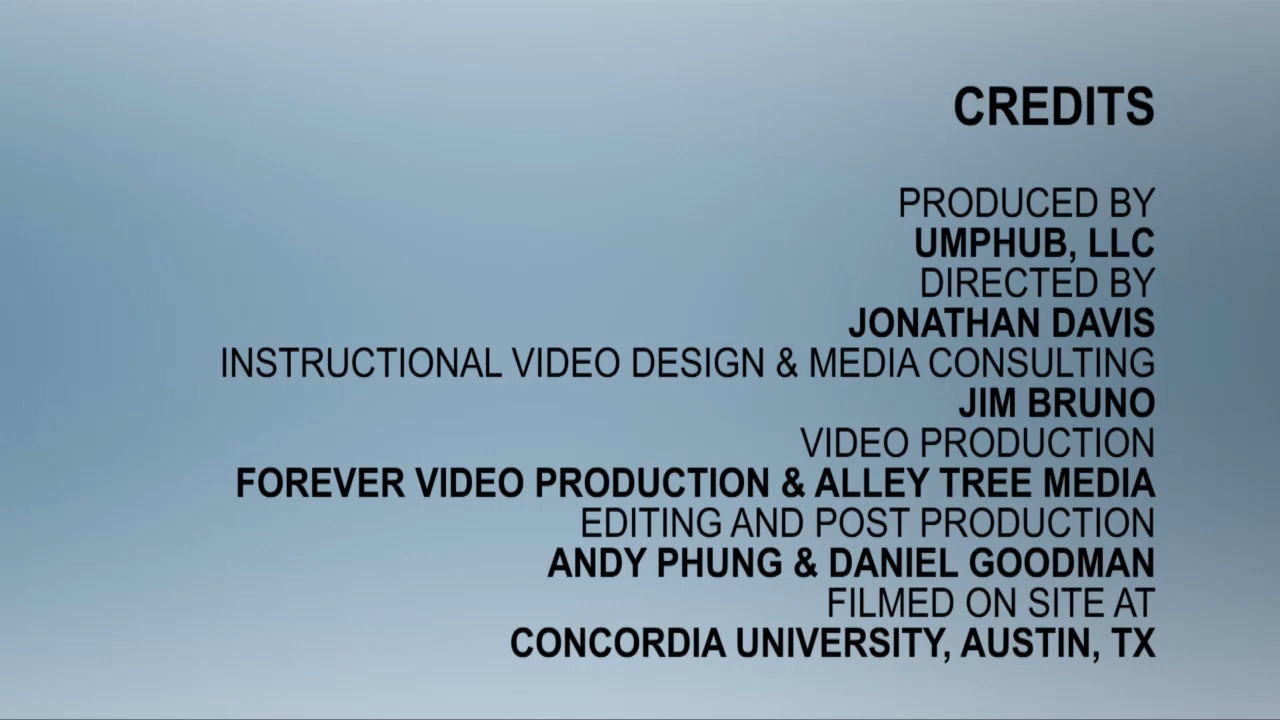 CREDITS
PRODUCED BY
UMPHUB, LLC
DIRECTED BY
JONATHAN DAVIS
INSTRUCTIONAL VIDEO DESIGN & MEDIA CONSULTING
JIM BRUNO
VIDEO PRODUCTION
FOREVER VIDEO PRODUCTION & ALLEY TREE MEDIA
EDITING AND POST PRODUCTION
ANDY PHUNG & DANIEL GOODMAN
FILMED ON SITE AT
CONCORDIA UNIVERSITY, AUSTIN, TX